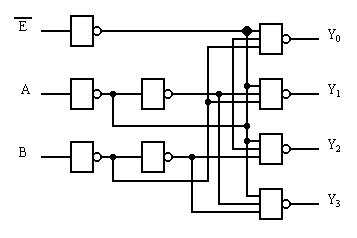 E̅ Y₀
A Y₁
B Y₂
Y₃